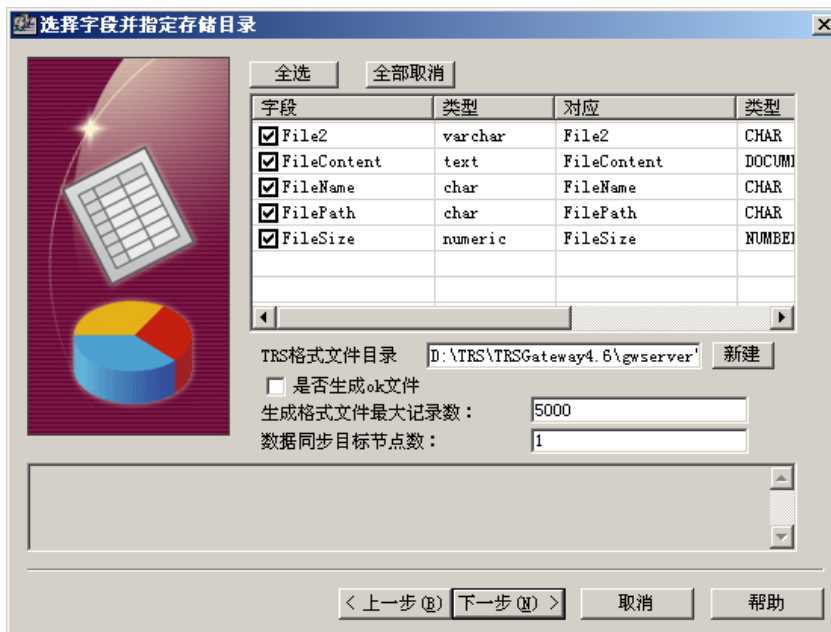 选择字段并指定存储目录
全选 全部取消
字段 类型 对应 类型
File2 varchar File2 CHAR
FileContent text FileContent DOCUM
FileName char FileName CHAR
FilePath char FilePath CHAR
FileSize numeric FileSize NUMBE
TRS格式文件目录 D:\TRS\TRSGateway4.6\gwserver 新建
是否生成ok文件
生成格式文件最大记录数： 5000
数据同步目标节点数： 1
< 上一步(B) 下一步(N) > 取消 帮助